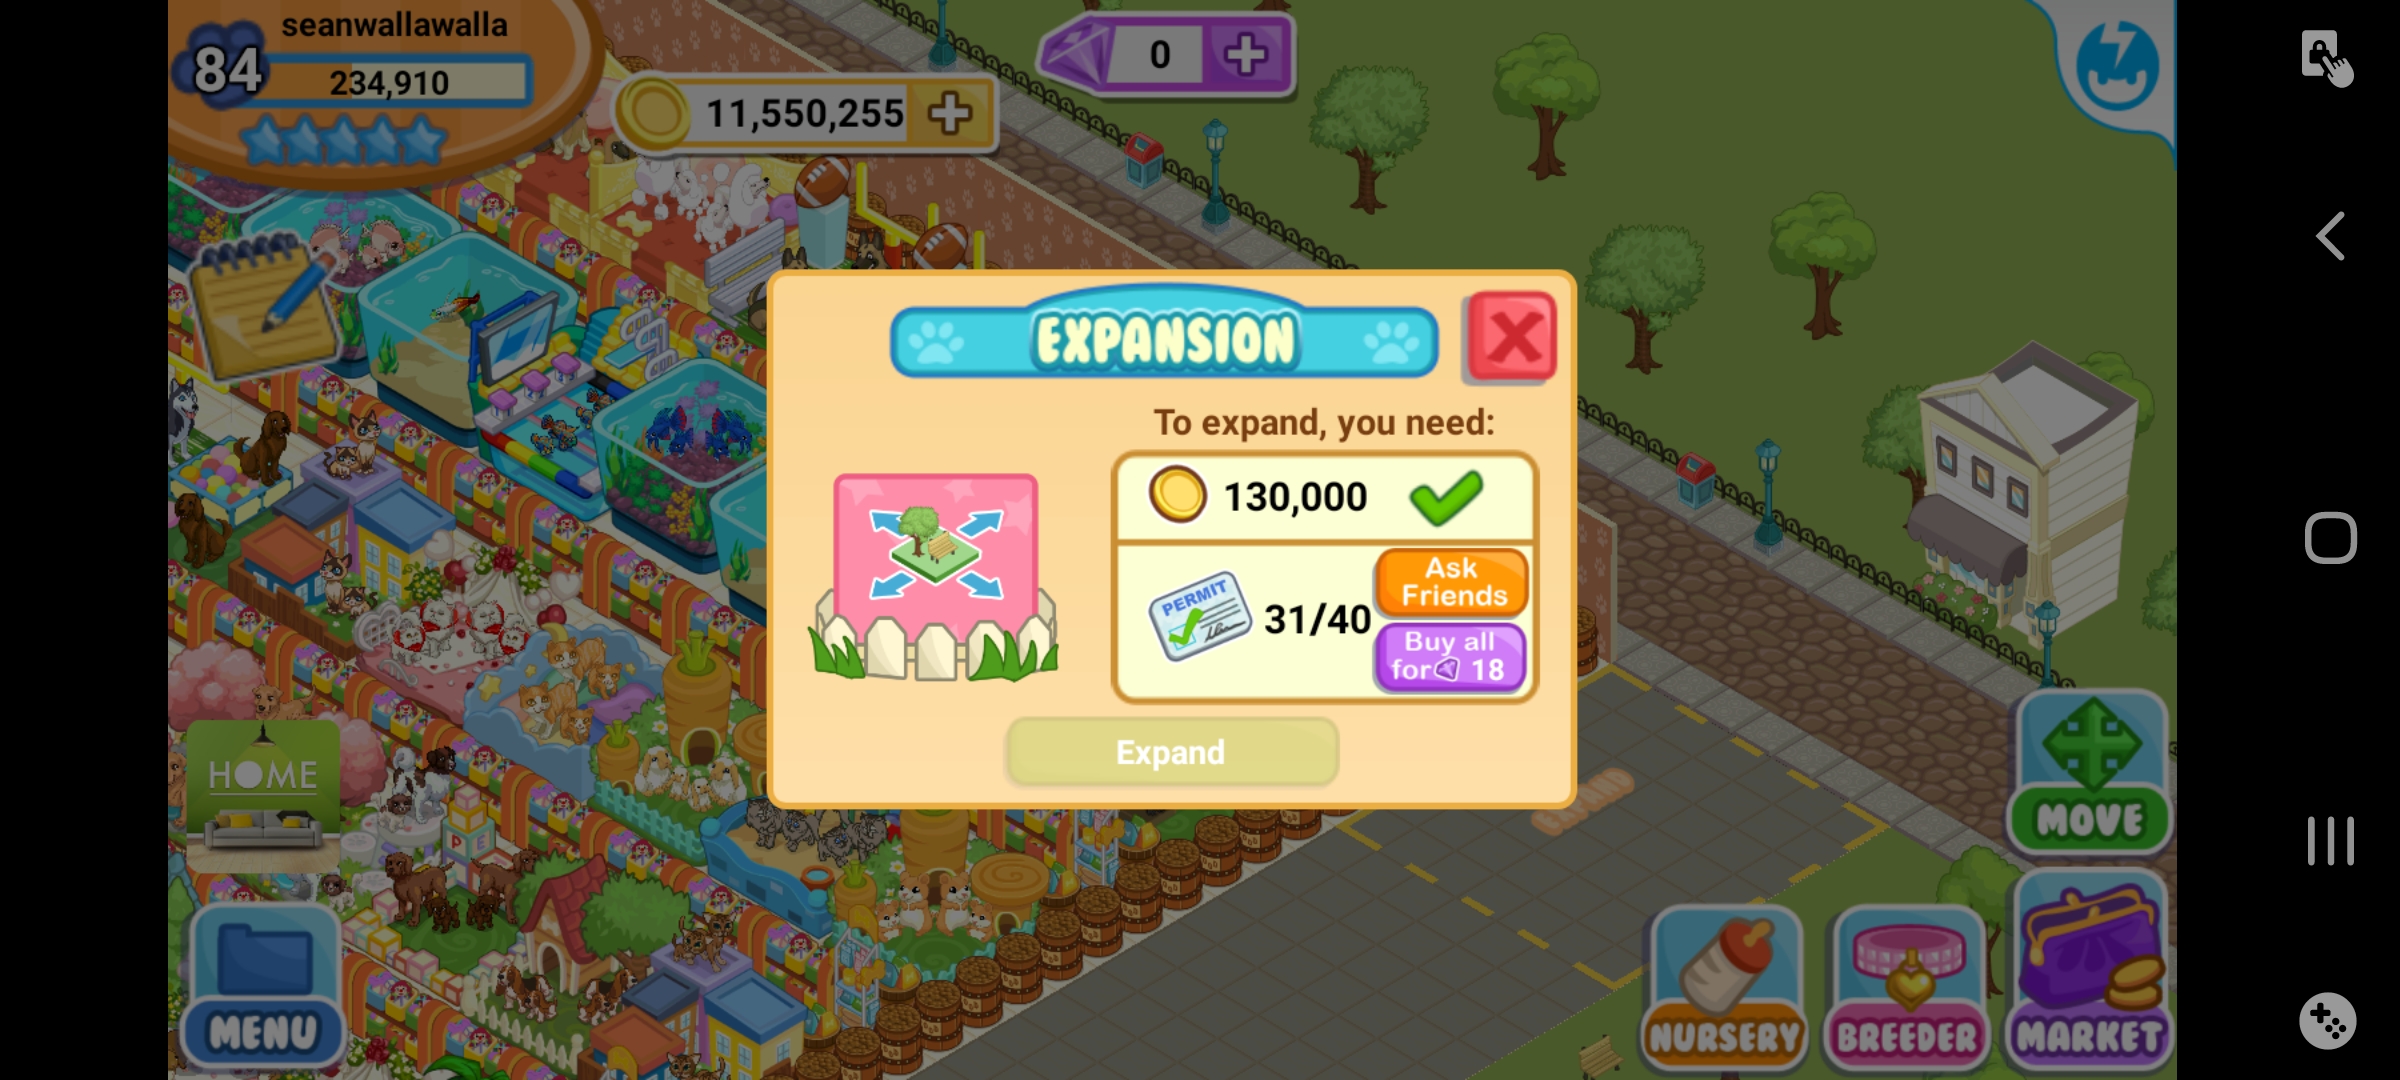 seanwallawalla
84
234,910
11,550,255
0
EXPANSION
To expand, you need:
130,000
PERMIT
31/40
Ask
Friends
Buy all
for 18
Expand
HOME
MENU
MOVE
NURSERY
BREEDER
MARKET